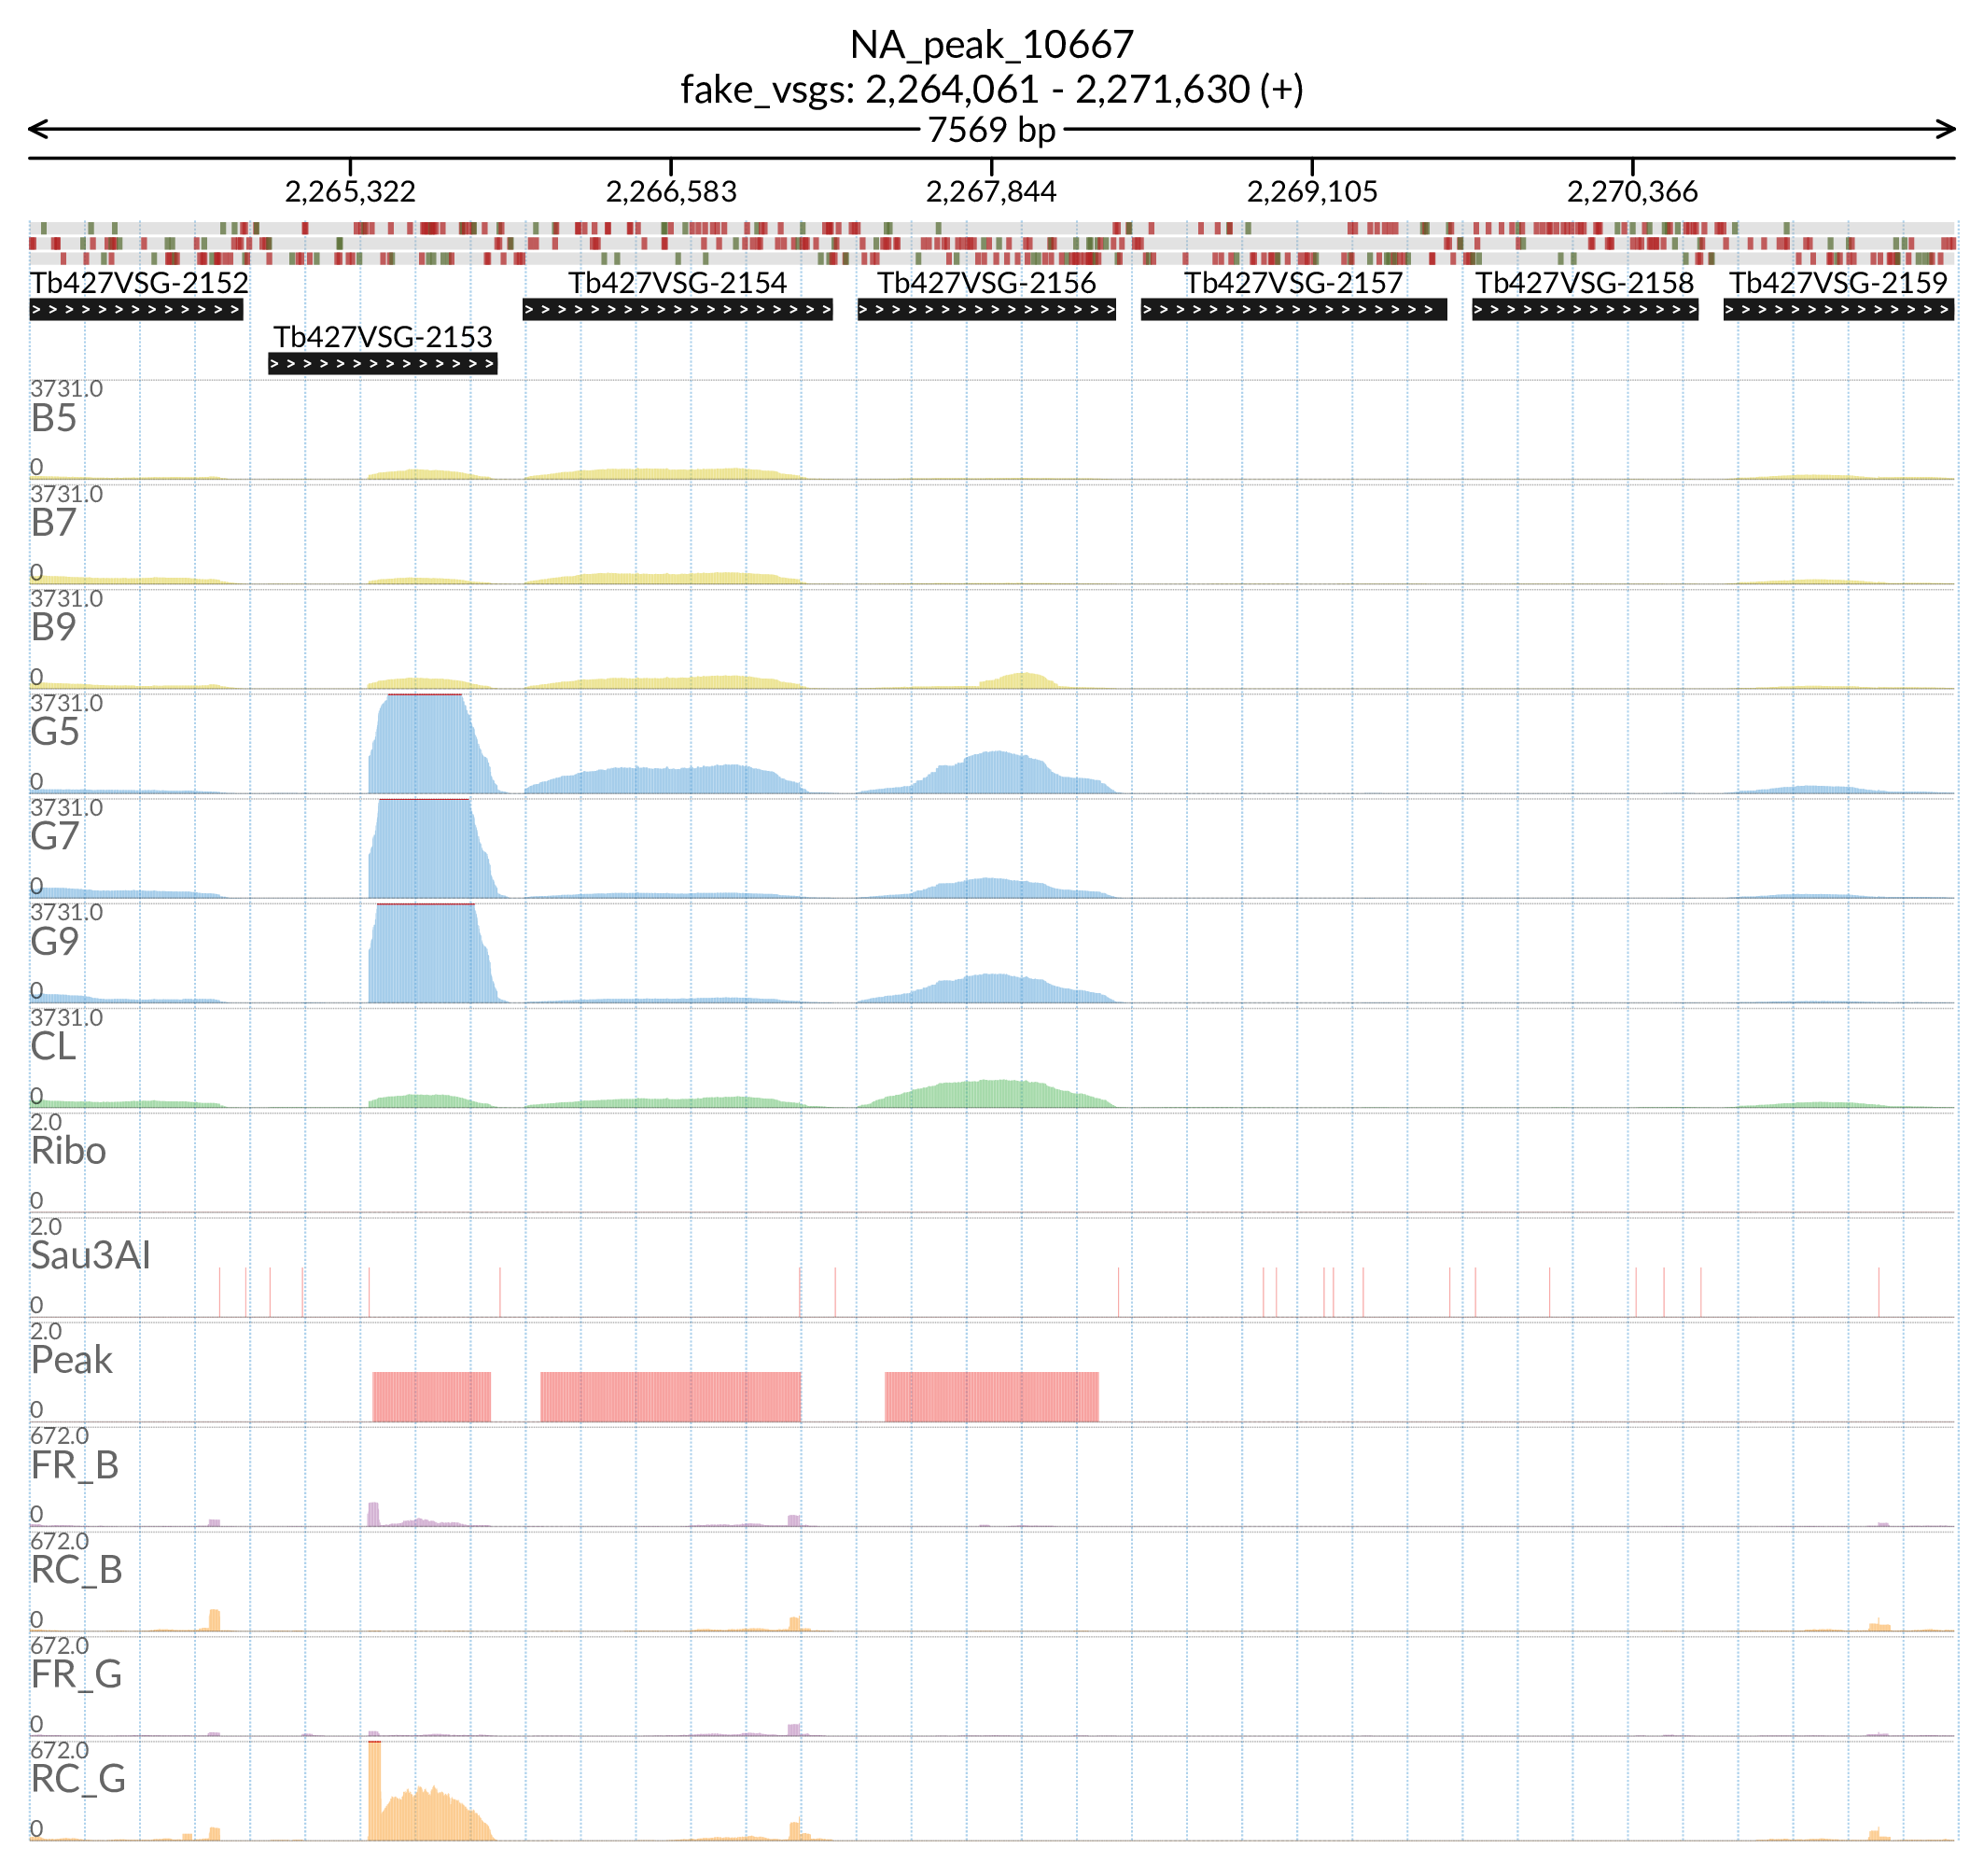 NA_peak_10667
fake_vsgs: 2,264,061 - 2,271,630 (+)
7569 bp
2,265,322 2,266,583 2,267,844 2,269,105 2,270,366
Tb427VSG-2152 Tb427VSG-2154 Tb427VSG-2156 Tb427VSG-2157 Tb427VSG-2158 Tb427VSG-2159
Tb427VSG-2153
3731.0
B5
0
3731.0
B7
0
3731.0
B9
0
3731.0
G5
0
3731.0
G7
0
3731.0
G9
0
3731.0
CL
0
2.0
Ribo
0
2.0
Sau3AI
0
2.0
Peak
0
672.0
FR_B
0
672.0
RC_B
0
672.0
FR_G
0
672.0
RC_G
0